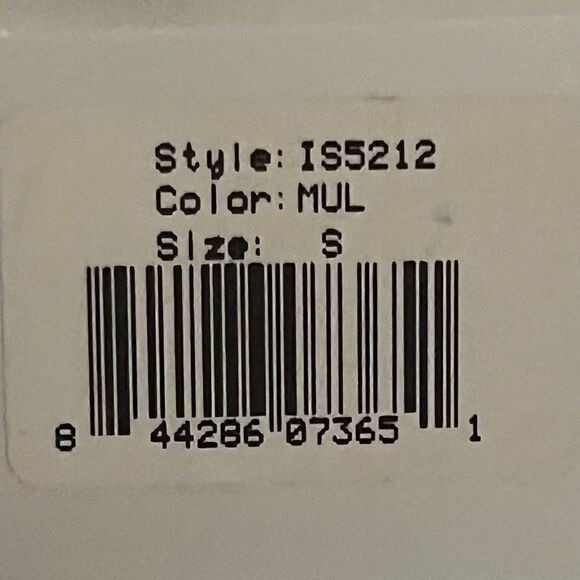 Style: IS5212
Color: MUL
Size: S
8 44286 07365 1